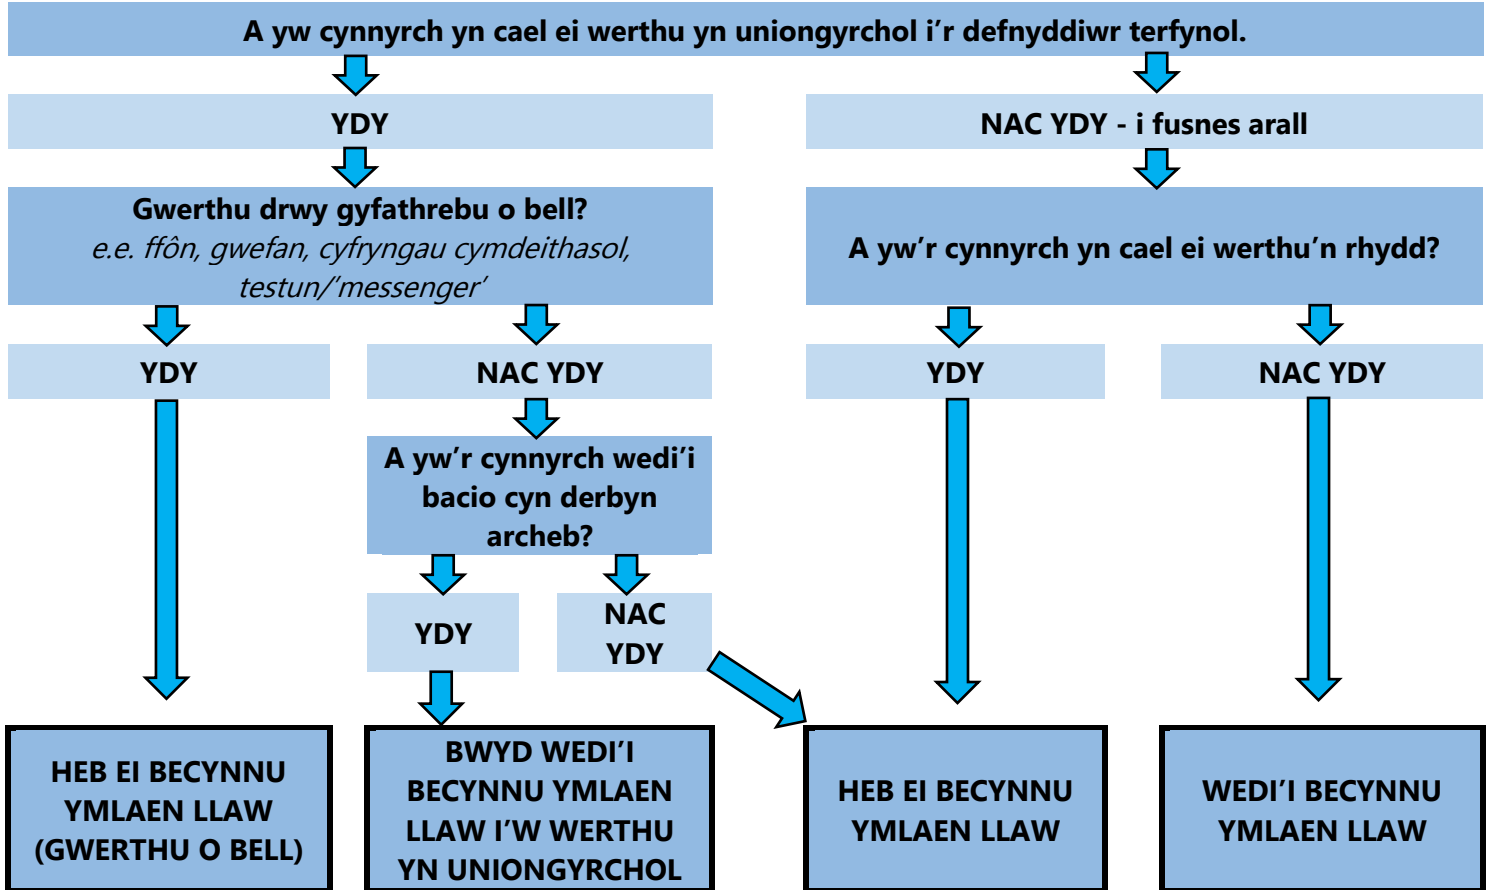 A yw cynnyrch yn cael ei werthu yn uniongyrchol i’r defnyddiwr terfynol.
YDY
NAC YDY - i fusnes arall
Gwerthu drwy gyfathrebu o bell?
e.e. ffôn, gwefan, cyfryngau cymdeithasol,
testun/’messenger’
A yw’r cynnyrch yn cael ei werthu’n rhydd?
YDY
NAC YDY
YDY
NAC YDY
A yw’r cynnyrch wedi’i
bacio cyn derbyn
archeb?
YDY
NAC
YDY
HEB EI BECYNNU
YMLAEN LLAW
(GWERTHU O BELL)
BWYD WEDI’I
BECYNNU YMLAEN
LLAW I’W WERTHU
YN UNIONGYRCHOL
HEB EI BECYNNU
YMLAEN LLAW
WEDI’I BECYNNU
YMLAEN LLAW